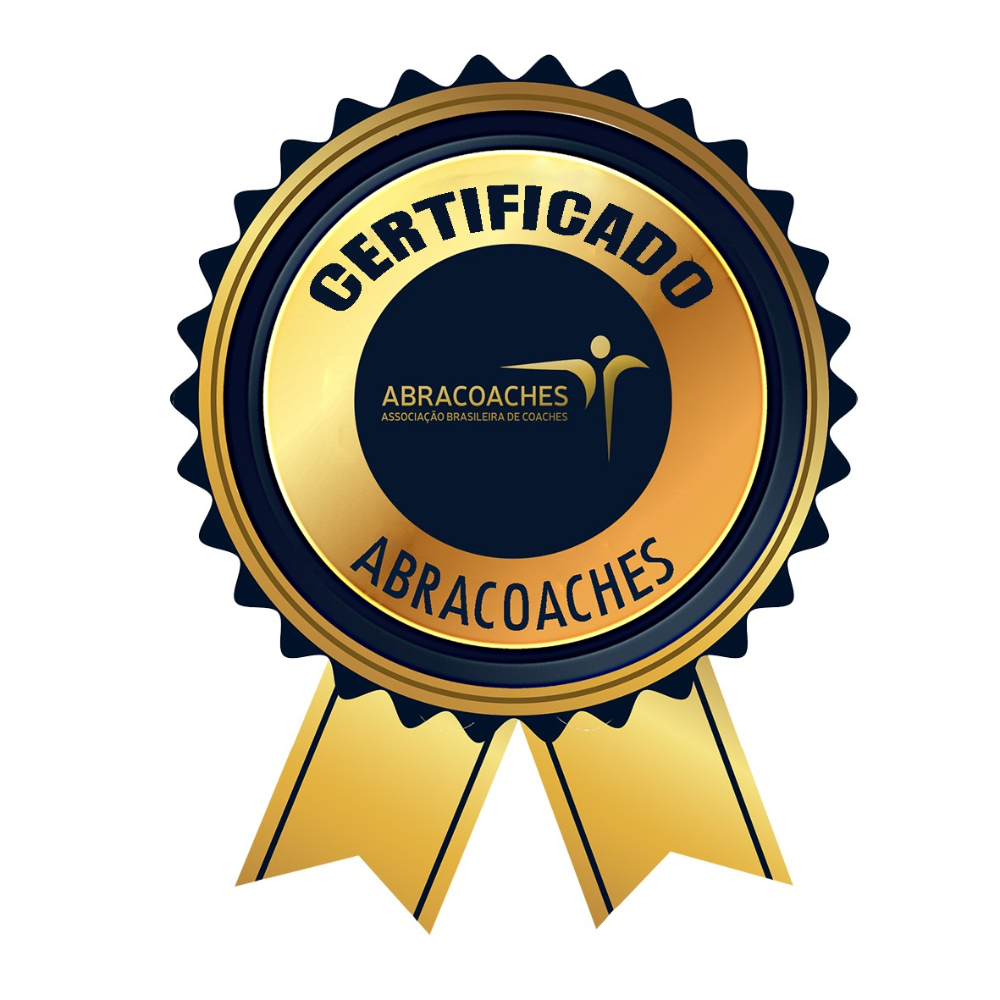 CERTIFICADO
ABRACOACHES
ASSOCIAÇÃO BRASILEIRA DE COACHES
ABRACOACHES